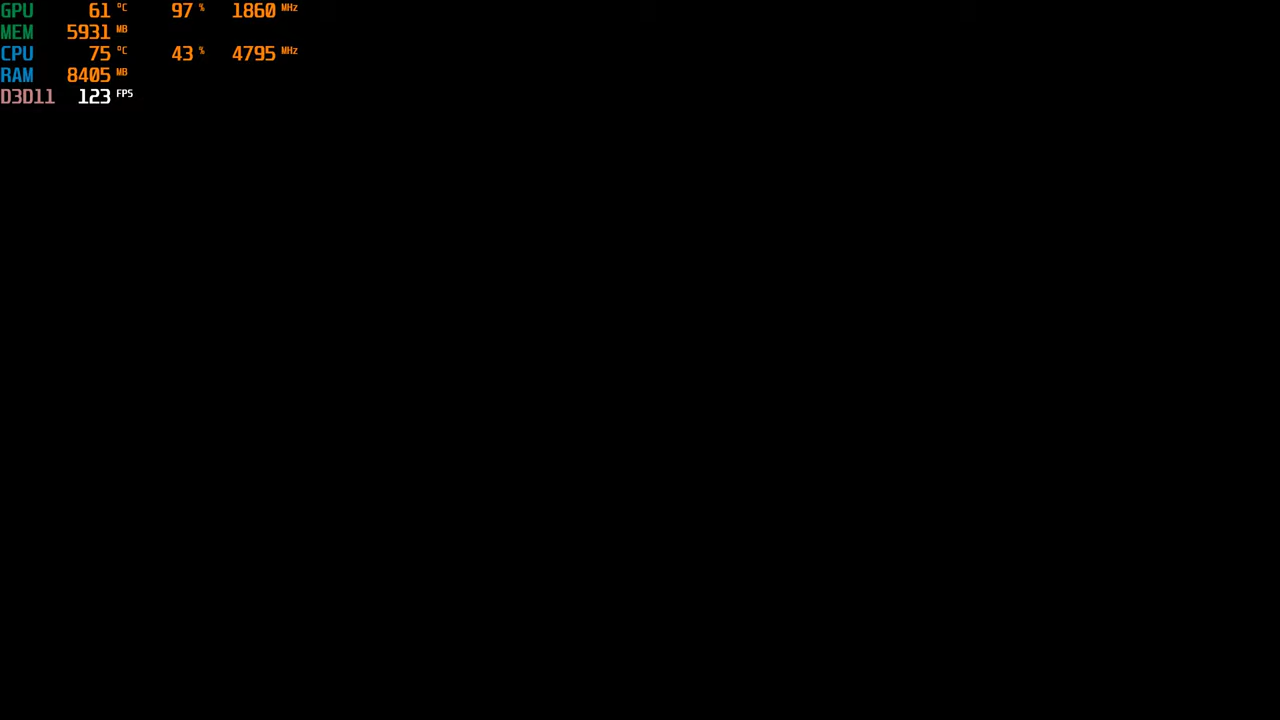 GPU 61 °C 97 % 1860 MHz
MEM 5931 MB
CPU 75 °C 43 % 4795 MHz
RAM 8405 MB
D3D11 123 FPS